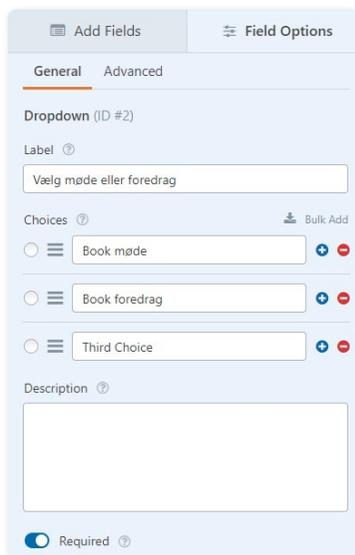 Add Fields
Field Options
General
Advanced
Dropdown (ID #2)
Label
Vælg møde eller foredrag
Choices
Bulk Add
Book møde
Book foredrag
Third Choice
Description
Required